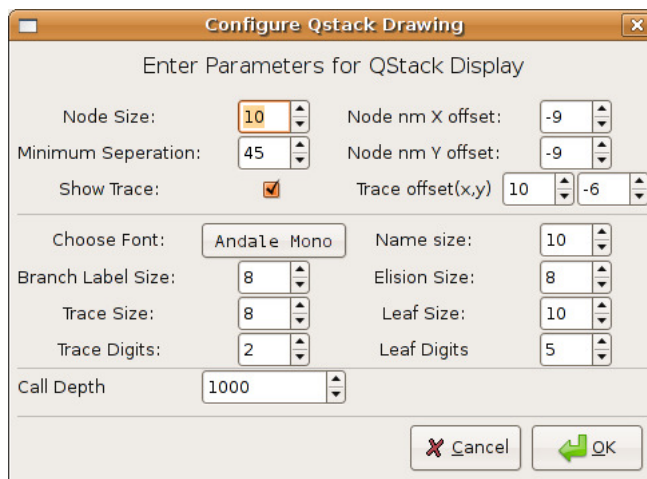 Configure Qstack Drawing
Enter Parameters for QStack Display
Node Size: 10 Node nm X offset: -9
Minimum Seperation: 45 Node nm Y offset: -9
Show Trace: Trace offset(x,y) 10 -6
Choose Font: Andale Mono Name size: 10
Branch Label Size: 8 Elision Size: 8
Trace Size: 8 Leaf Size: 10
Trace Digits: 2 Leaf Digits 5
Call Depth 1000
Cancel OK